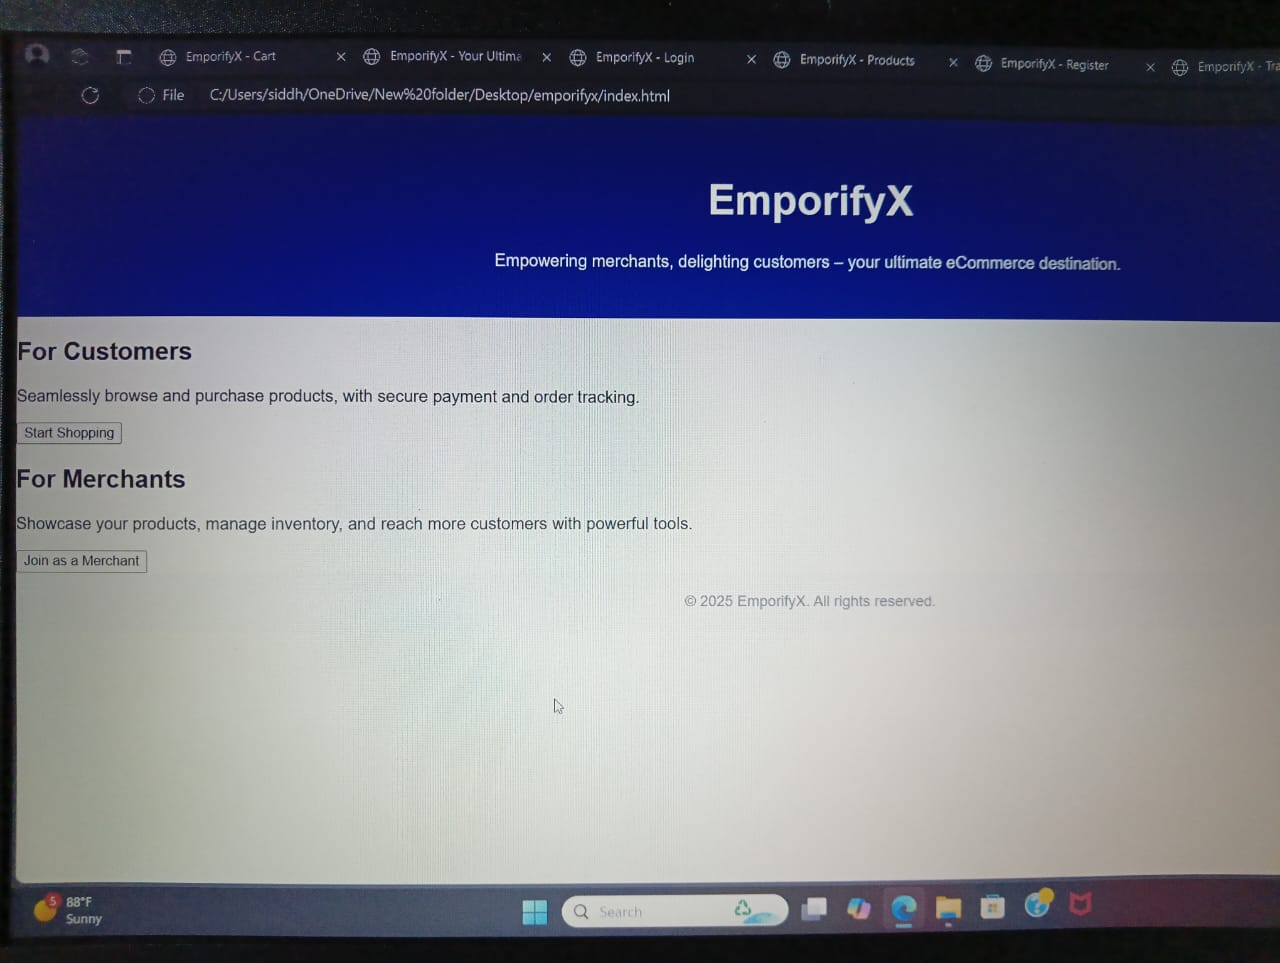 EmporifyX - Cart
EmporifyX - Your Ultima
EmporifyX - Login
EmporifyX - Products
EmporifyX - Register
EmporifyX - Tra
File C:/Users/siddh/OneDrive/New%20folder/Desktop/emporifyx/index.html
EmporifyX
Empowering merchants, delighting customers – your ultimate eCommerce destination.
For Customers
Seamlessly browse and purchase products, with secure payment and order tracking.
Start Shopping
For Merchants
Showcase your products, manage inventory, and reach more customers with powerful tools.
Join as a Merchant
© 2025 EmporifyX. All rights reserved.
5
88°F
Sunny
Search